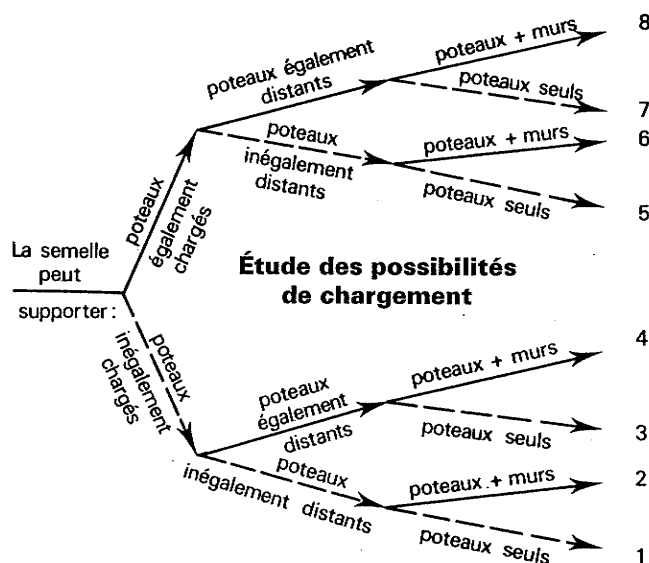 8
poteaux + murs
poteaux également
distants
poteaux seuls
7
poteaux
inégalement
distants
poteaux + murs
6
poteaux seuls
5
poteaux
également
chargés
La semelle
peut
supporter :
Étude des possibilités
de chargement
poteaux
inégalement
chargés
4
poteaux + murs
poteaux
également
distants
poteaux seuls
3
poteaux
inégalement distants
poteaux + murs
2
poteaux seuls
1